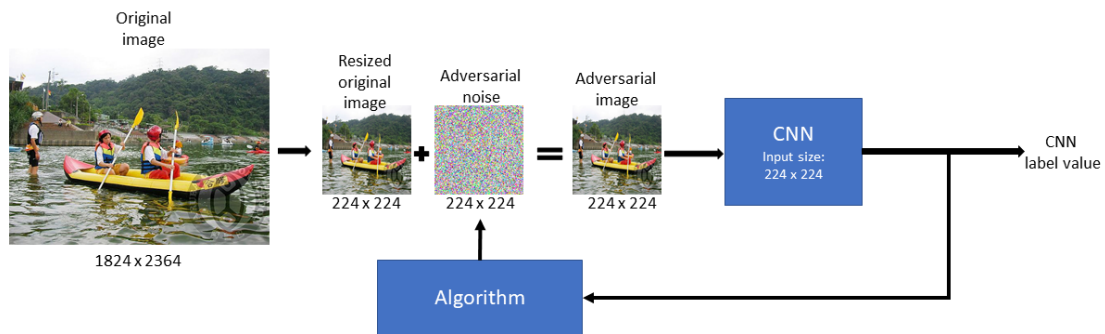 Original
image
Resized
original
image
Adversarial
noise
Adversarial
image
CNN
Input size:
224 x 224
CNN
label value
224 x 224
224 x 224
224 x 224
1824 x 2364
Algorithm